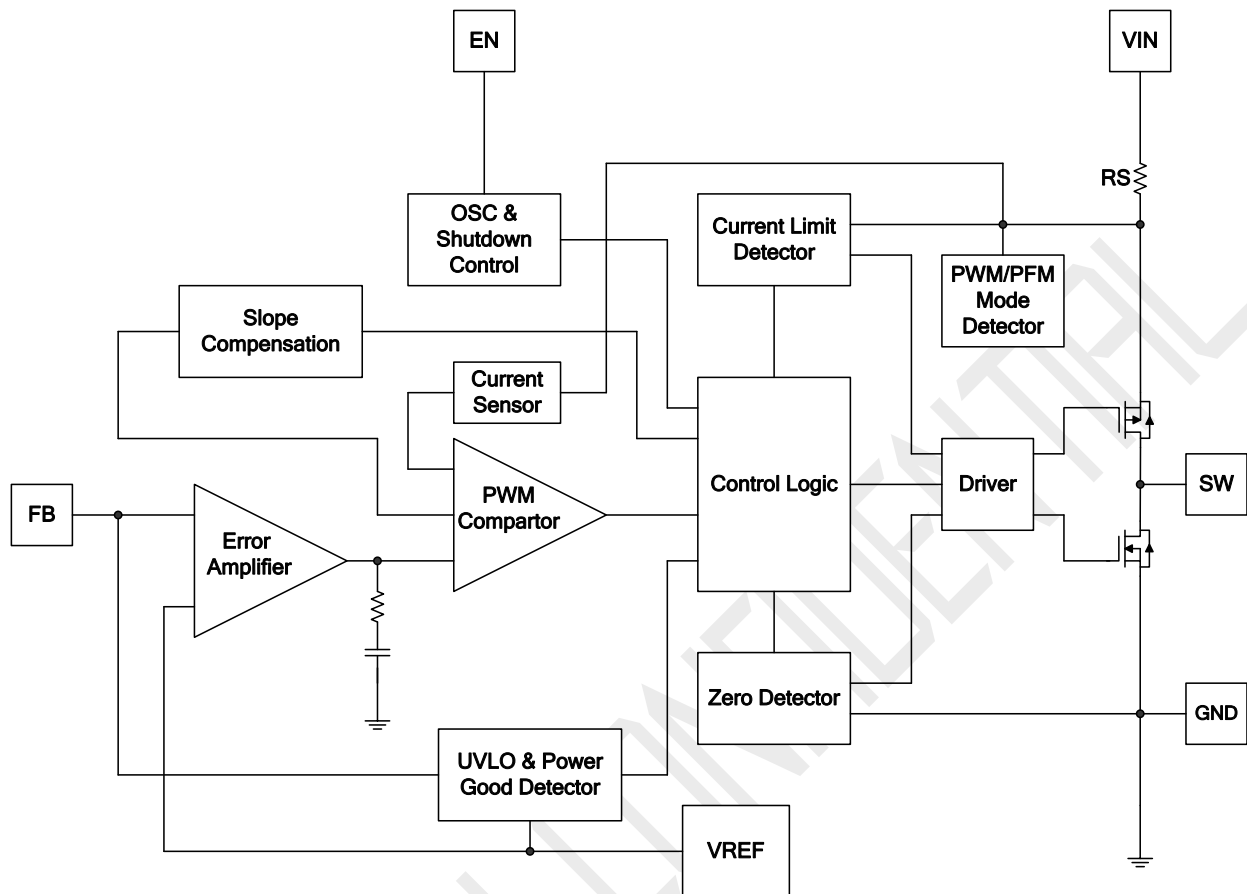 EN
VIN
RS
OSC &
Shutdown
Control
Current Limit
Detector
PWM/PFM
Mode
Detector
Slope
Compensation
Current
Sensor
FB
Error
Amplifier
PWM
Compartor
Control Logic
Driver
SW
Zero Detector
GND
UVLO & Power
Good Detector
VREF
CONFIDENTIAL